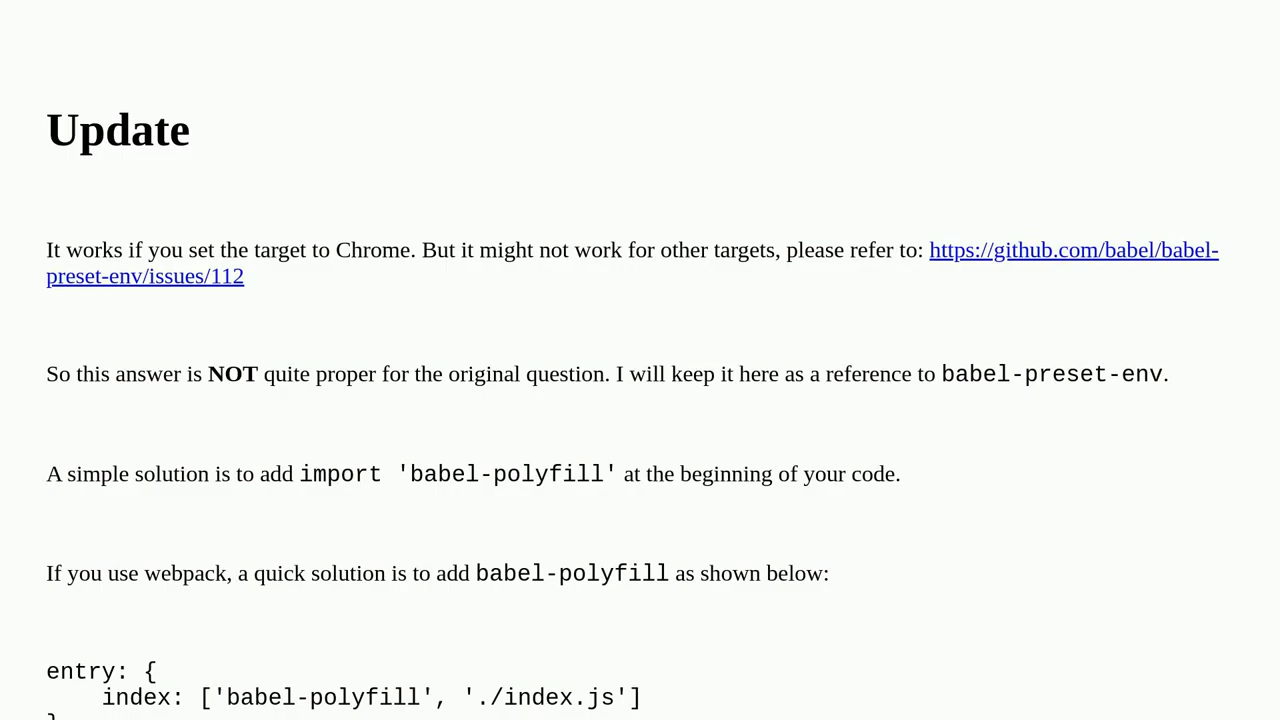 Update
It works if you set the target to Chrome. But it might not work for other targets, please refer to: https://github.com/babel/babel-
preset-env/issues/112
So this answer is NOT quite proper for the original question. I will keep it here as a reference to babel-preset-env.
A simple solution is to add import 'babel-polyfill' at the beginning of your code.
If you use webpack, a quick solution is to add babel-polyfill as shown below:
entry: {
    index: ['babel-polyfill', './index.js']
}